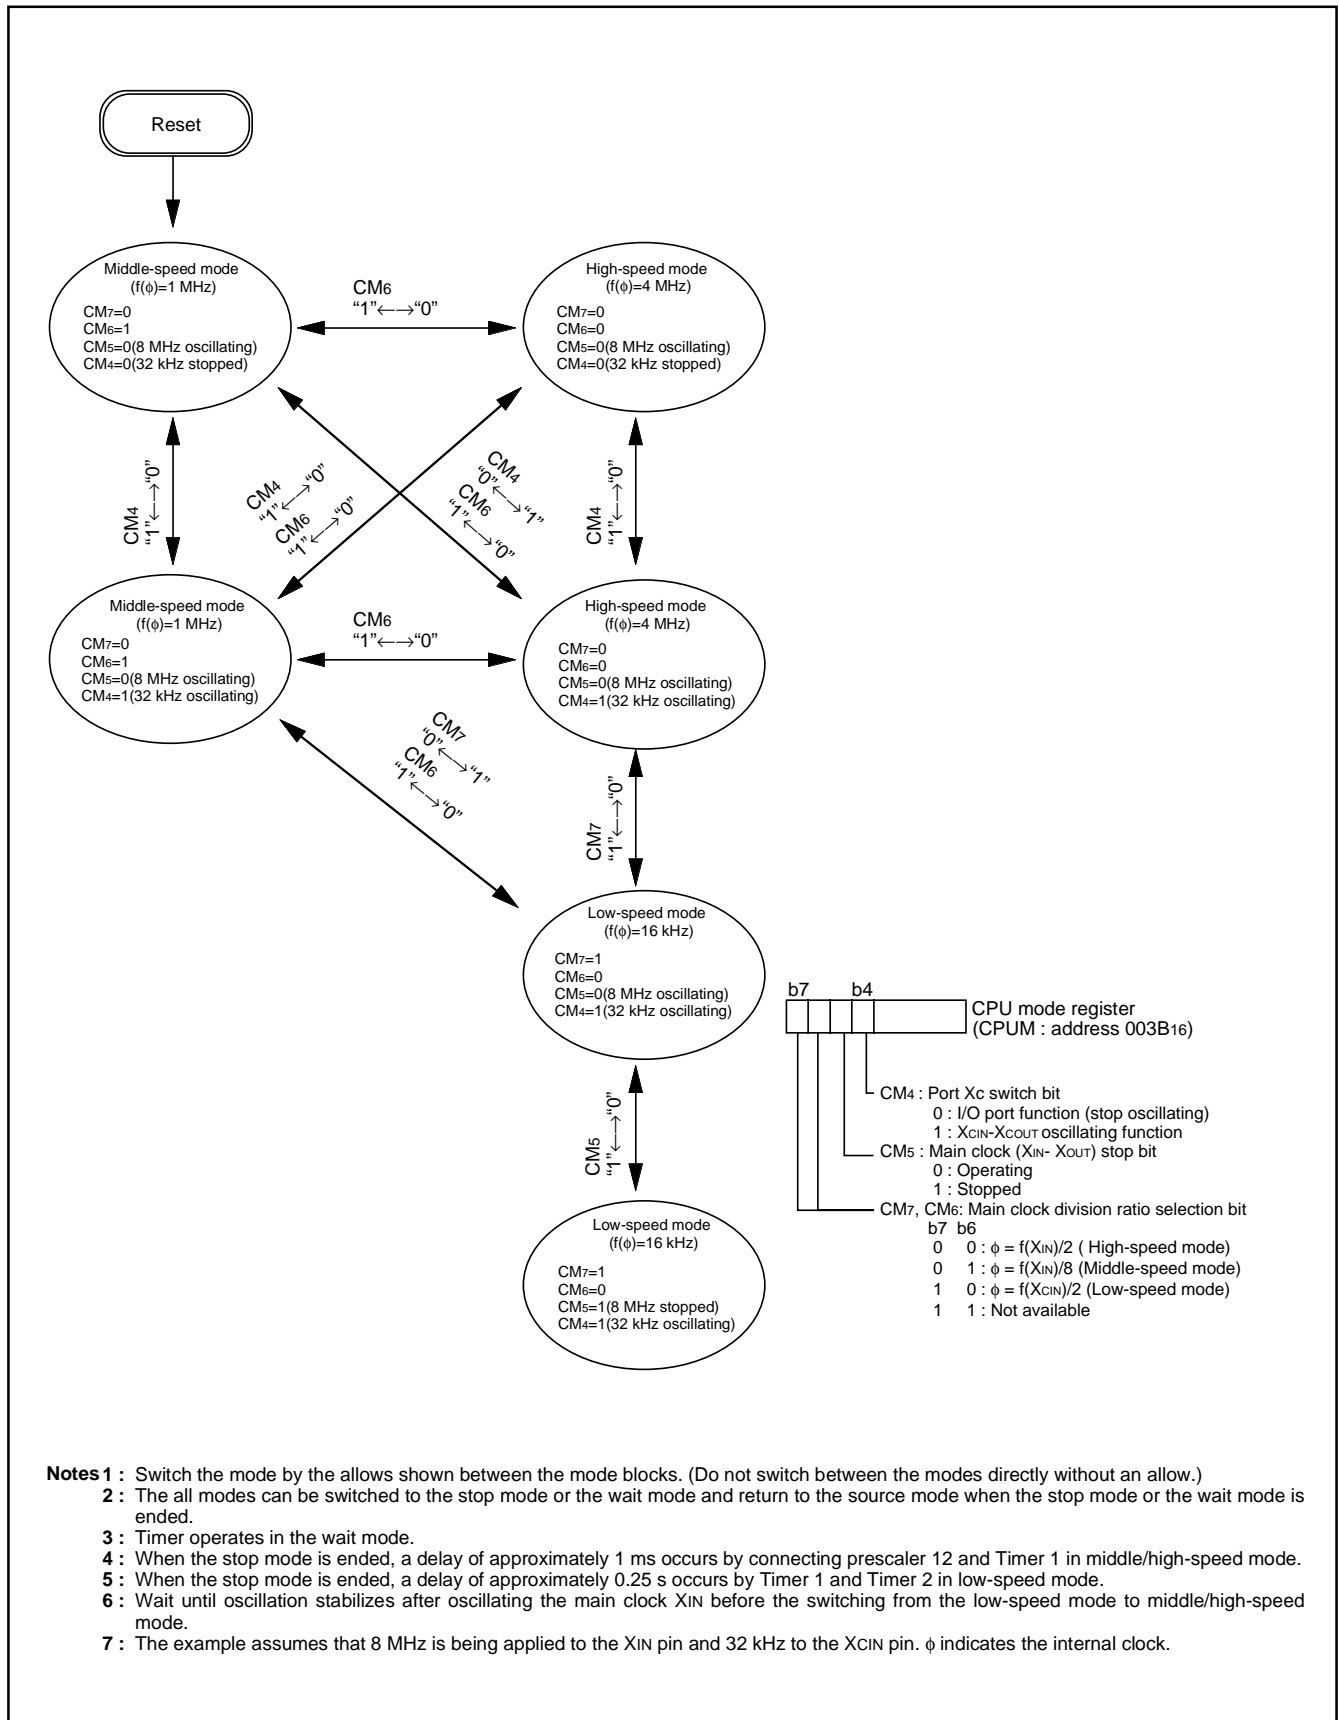 Reset
Middle-speed mode
(f(ϕ)=1 MHz)
CM7=0
CM6=1
CM5=0(8 MHz oscillating)
CM4=0(32 kHz stopped)
CM6
“1”←→“0”
High-speed mode
(f(ϕ)=4 MHz)
CM7=0
CM6=0
CM5=0(8 MHz oscillating)
CM4=0(32 kHz stopped)
CM4
“1”←→“0”
CM4
“1”←→“0”
CM6
“1”←→“0”
CM4
“0”←→“1”
CM6
“1”←→“0”
CM4
“1”←→“0”
Middle-speed mode
(f(ϕ)=1 MHz)
CM7=0
CM6=1
CM5=0(8 MHz oscillating)
CM4=1(32 kHz oscillating)
CM6
“1”←→“0”
High-speed mode
(f(ϕ)=4 MHz)
CM7=0
CM6=0
CM5=0(8 MHz oscillating)
CM4=1(32 kHz oscillating)
CM7
“0”←→“1”
CM6
“1”←→“0”
CM7
“1”←→“0”
Low-speed mode
(f(ϕ)=16 kHz)
CM7=1
CM6=0
CM5=0(8 MHz oscillating)
CM4=1(32 kHz oscillating)
CM5
“1”←→“0”
Low-speed mode
(f(ϕ)=16 kHz)
CM7=1
CM6=0
CM5=1(8 MHz stopped)
CM4=1(32 kHz oscillating)
b7 b4
CPU mode register
(CPUM : address 003B16)
CM4 : Port Xc switch bit
0 : I/O port function (stop oscillating)
1 : XCIN-XCOUT oscillating function
CM5 : Main clock (XIN- XOUT) stop bit
0 : Operating
1 : Stopped
CM7, CM6: Main clock division ratio selection bit
b7 b6
0 0 : ϕ = f(XIN)/2 ( High-speed mode)
0 1 : ϕ = f(XIN)/8 (Middle-speed mode)
1 0 : ϕ = f(XCIN)/2 (Low-speed mode)
1 1 : Not available
Notes 1 : Switch the mode by the allows shown between the mode blocks. (Do not switch between the modes directly without an allow.)
2 : The all modes can be switched to the stop mode or the wait mode and return to the source mode when the stop mode or the wait mode is
ended.
3 : Timer operates in the wait mode.
4 : When the stop mode is ended, a delay of approximately 1 ms occurs by connecting prescaler 12 and Timer 1 in middle/high-speed mode.
5 : When the stop mode is ended, a delay of approximately 0.25 s occurs by Timer 1 and Timer 2 in low-speed mode.
6 : Wait until oscillation stabilizes after oscillating the main clock XIN before the switching from the low-speed mode to middle/high-speed
mode.
7 : The example assumes that 8 MHz is being applied to the XIN pin and 32 kHz to the XCIN pin. ϕ indicates the internal clock.